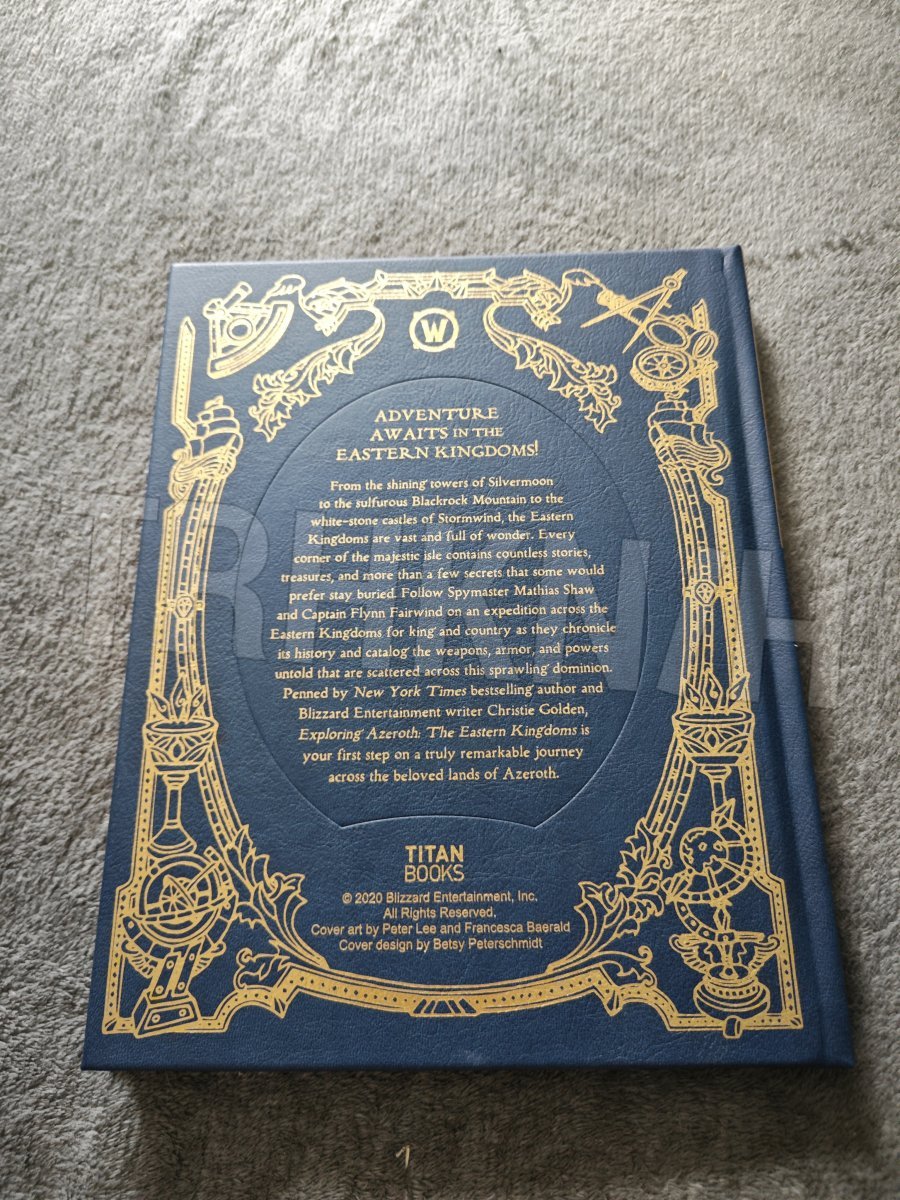 W
ADVENTURE
AWAITS IN THE
EASTERN KINGDOMS!
From the shining towers of Silvermoon
to the sulfurous Blackrock Mountain to the
white-stone castles of Stormwind, the Eastern
Kingdoms are vast and full of wonder. Every
corner of the majestic isle contains countless stories,
treasures, and more than a few secrets that some would
prefer stay buried. Follow Spymaster Mathias Shaw
and Captain Flynn Fairwind on an expedition across the
Eastern Kingdoms for king and country as they chronicle
its history and catalog the weapons, armor, and powers
untold that are scattered across this sprawling dominion.
Penned by New York Times bestselling author and
Blizzard Entertainment writer Christie Golden,
Exploring Azeroth: The Eastern Kingdoms is
your first step on a truly remarkable journey
across the beloved lands of Azeroth.
TITAN
BOOKS
© 2020 Blizzard Entertainment, Inc.
All Rights Reserved.
Cover art by Peter Lee and Francesca Baerald
Cover design by Betsy Peterschmidt